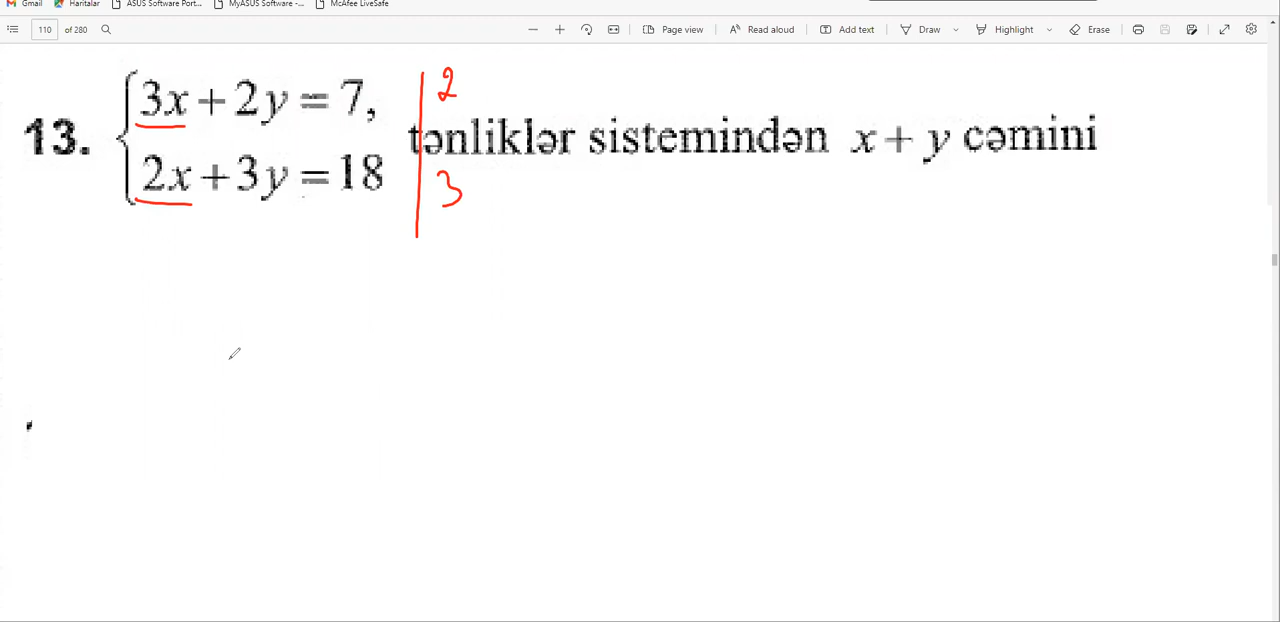 Gmail Haritalar ASUS Software Port... MyASUS Software -... McAfee LiveSafe
110 of 280 Page view Read aloud Add text Draw Highlight Erase
13. {3x + 2y = 7, | 2
2x + 3y = 18 | 3
tənliklər sistemindən x + y cəmini